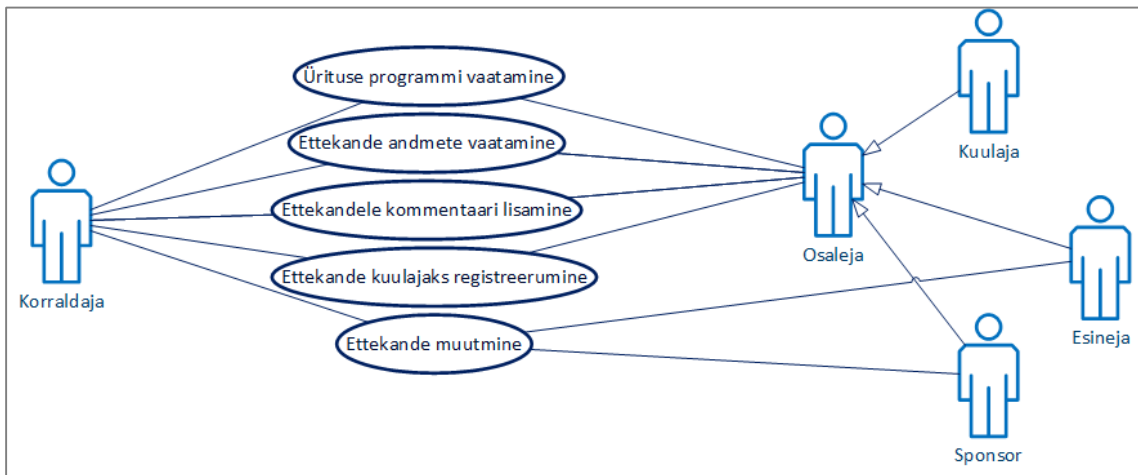 Ürituse programmi vaatamine
Kuulaja
Ettekande andmete vaatamine
Ettekandele kommentaari lisamine
Osaleja
Ettekande kuulajaks registreerumine
Korraldaja
Ettekande muutmine
Esineja
Sponsor